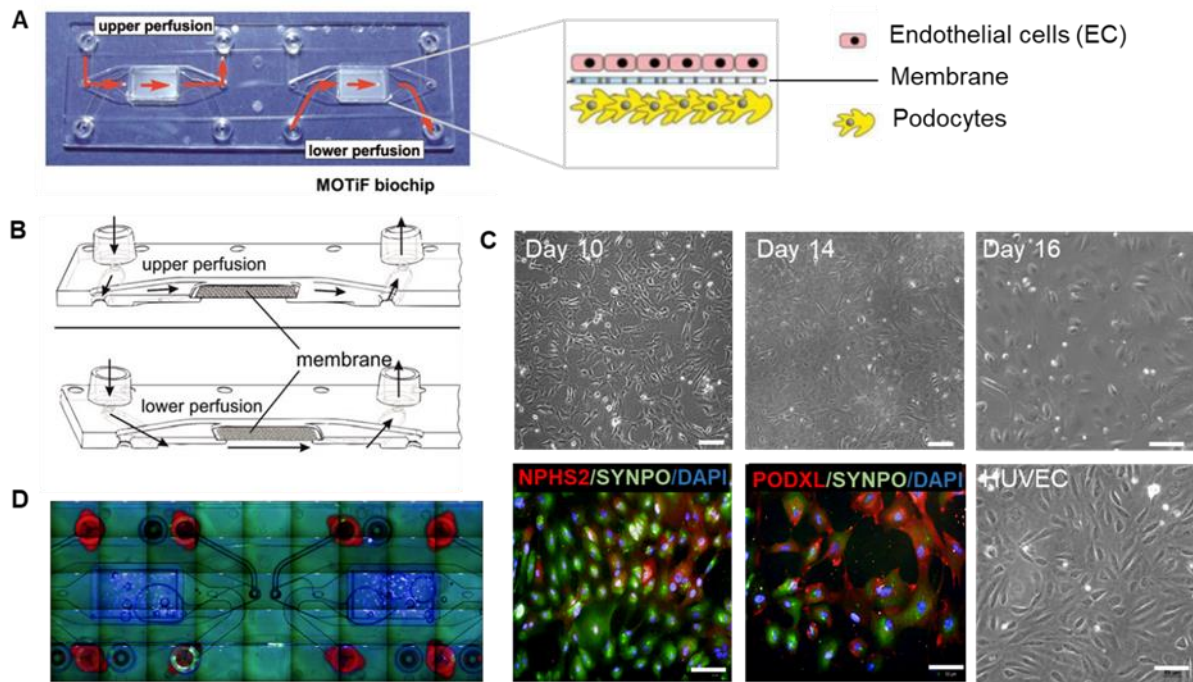 A
upper perfusion
lower perfusion
MOTiF biochip
Endothelial cells (EC)
Membrane
Podocytes
B
upper perfusion
membrane
lower perfusion
C
Day 10
Day 14
Day 16
NPHS2/SYNPO/DAPI
PODXL/SYNPO/DAPI
HUVEC
D